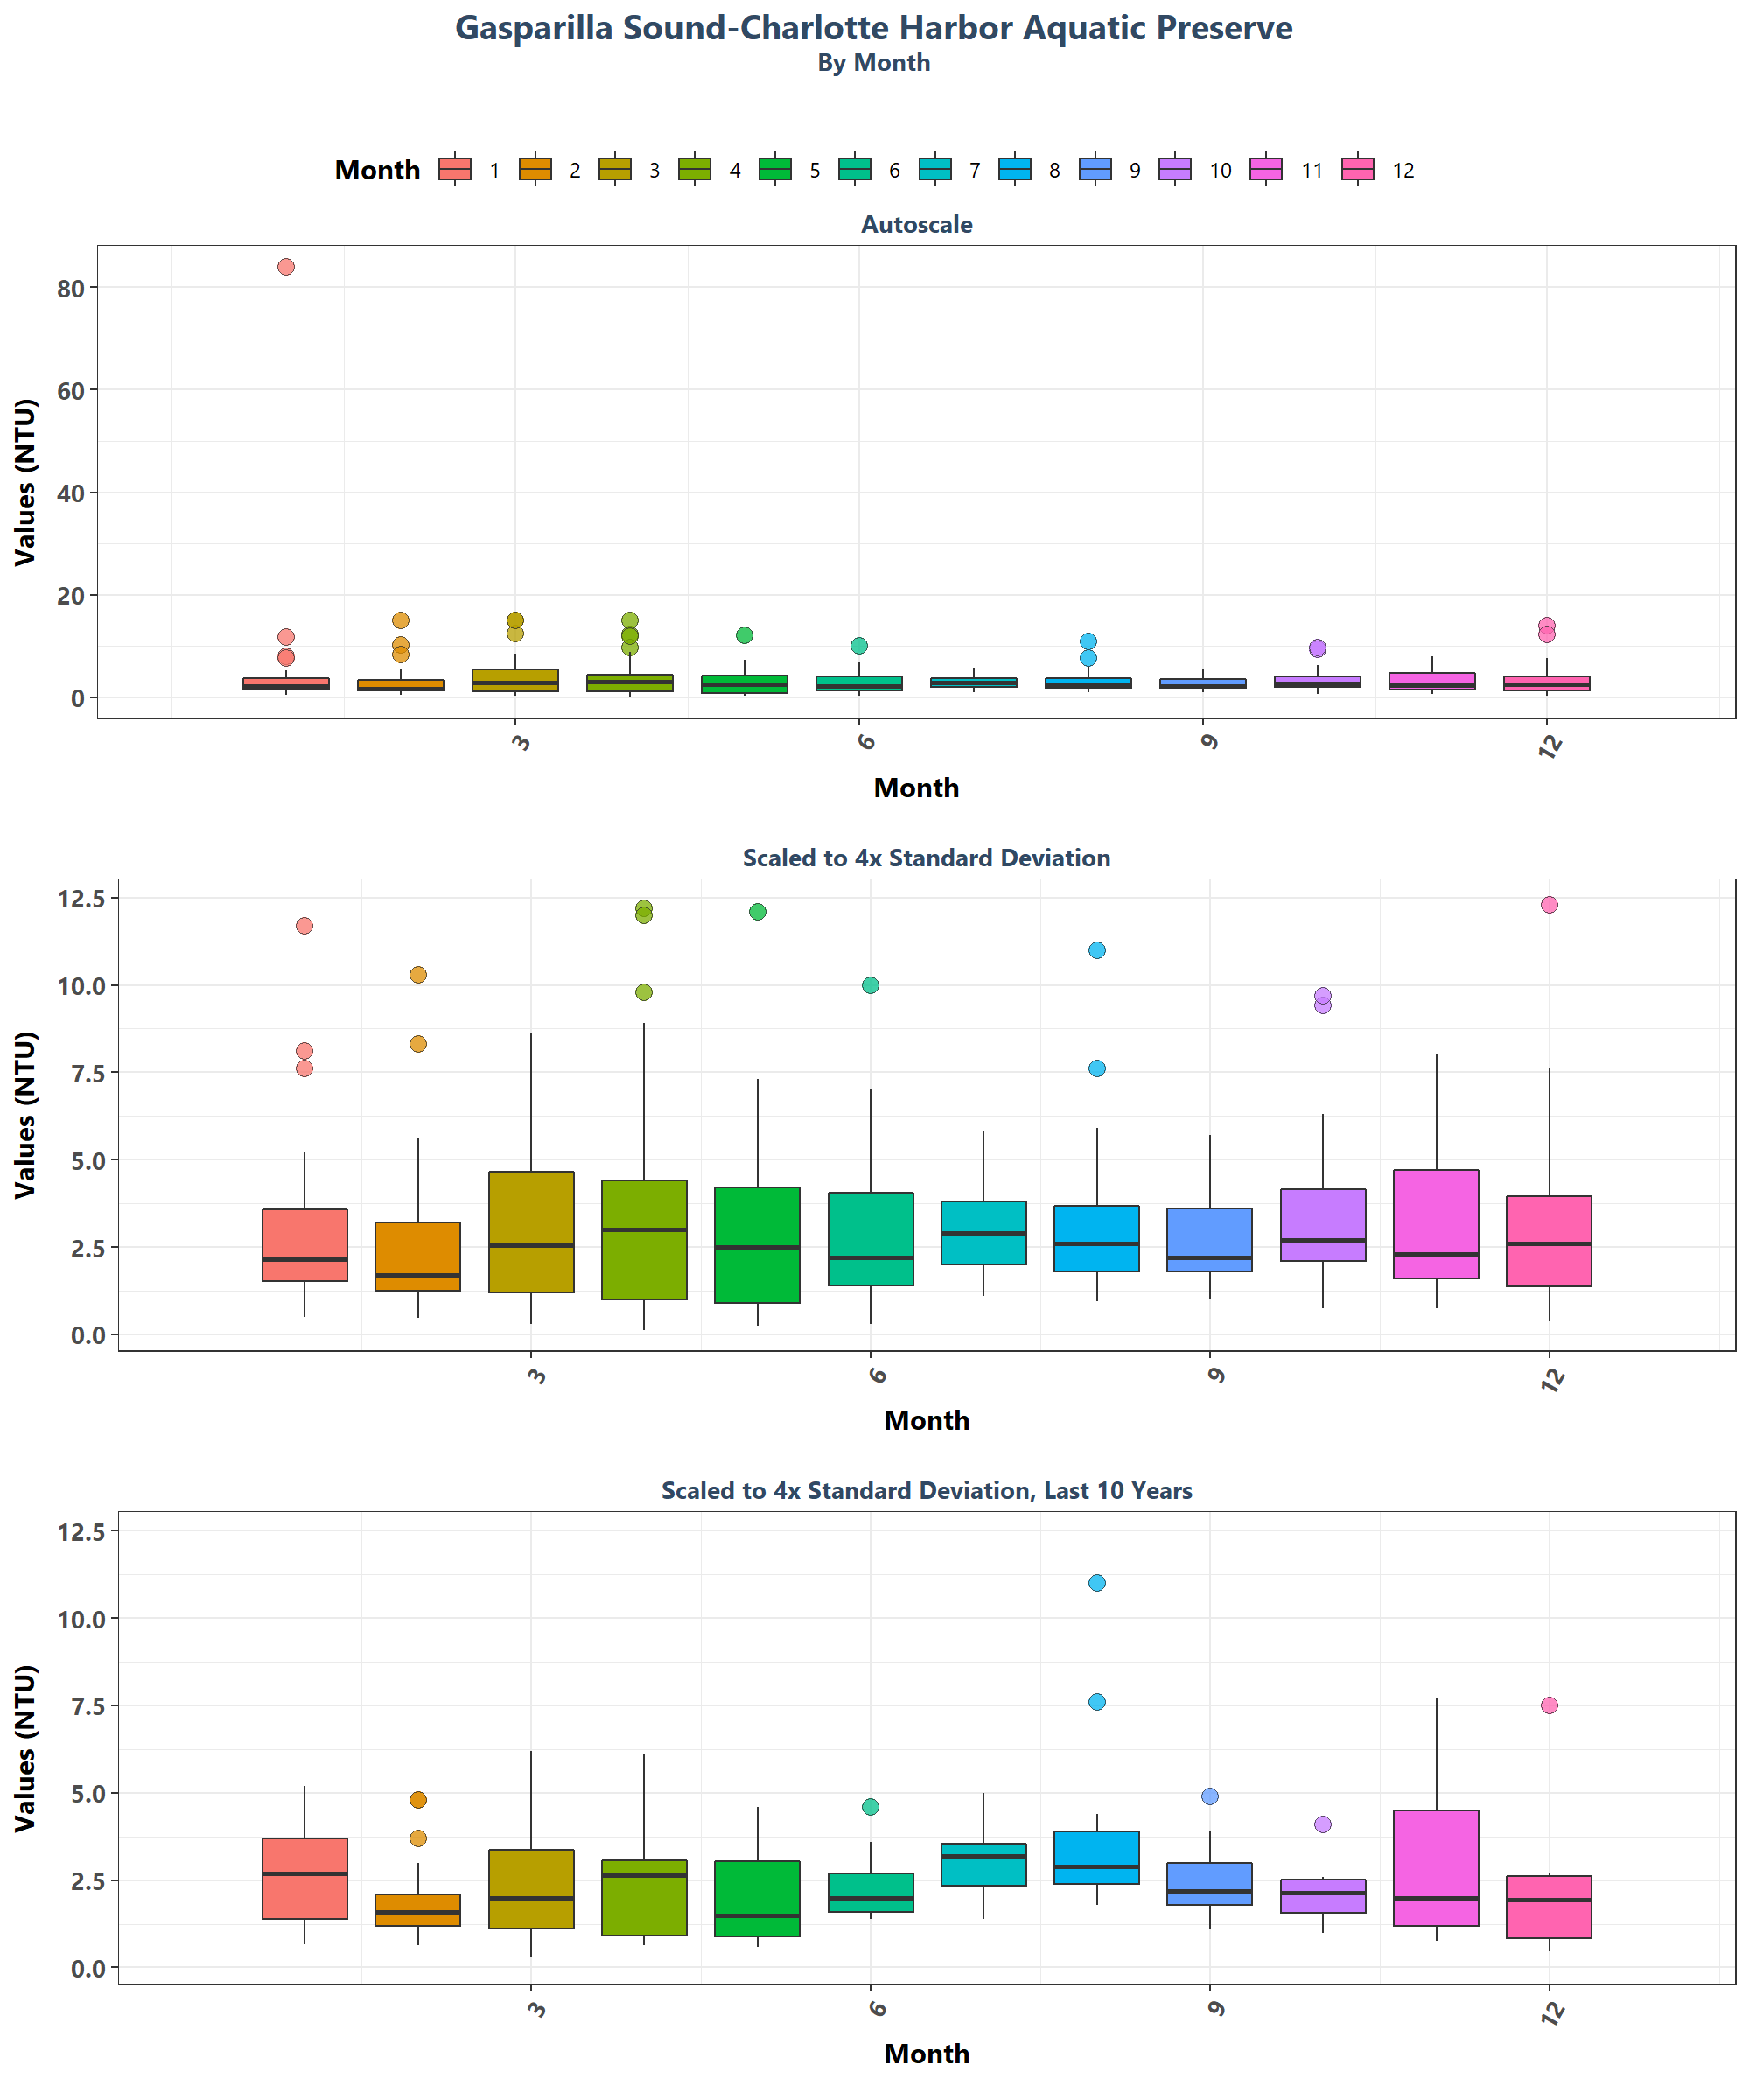 Gasparilla Sound-Charlotte Harbor Aquatic Preserve
By Month
Month 1 2 3 4 5 6 7 8 9 10 11 12
Autoscale
Values (NTU)
80
60
40
20
0
3 6 9 12
Month
Scaled to 4x Standard Deviation
Values (NTU)
12.5
10.0
7.5
5.0
2.5
0.0
3 6 9 12
Month
Scaled to 4x Standard Deviation, Last 10 Years
Values (NTU)
12.5
10.0
7.5
5.0
2.5
0.0
3 6 9 12
Month